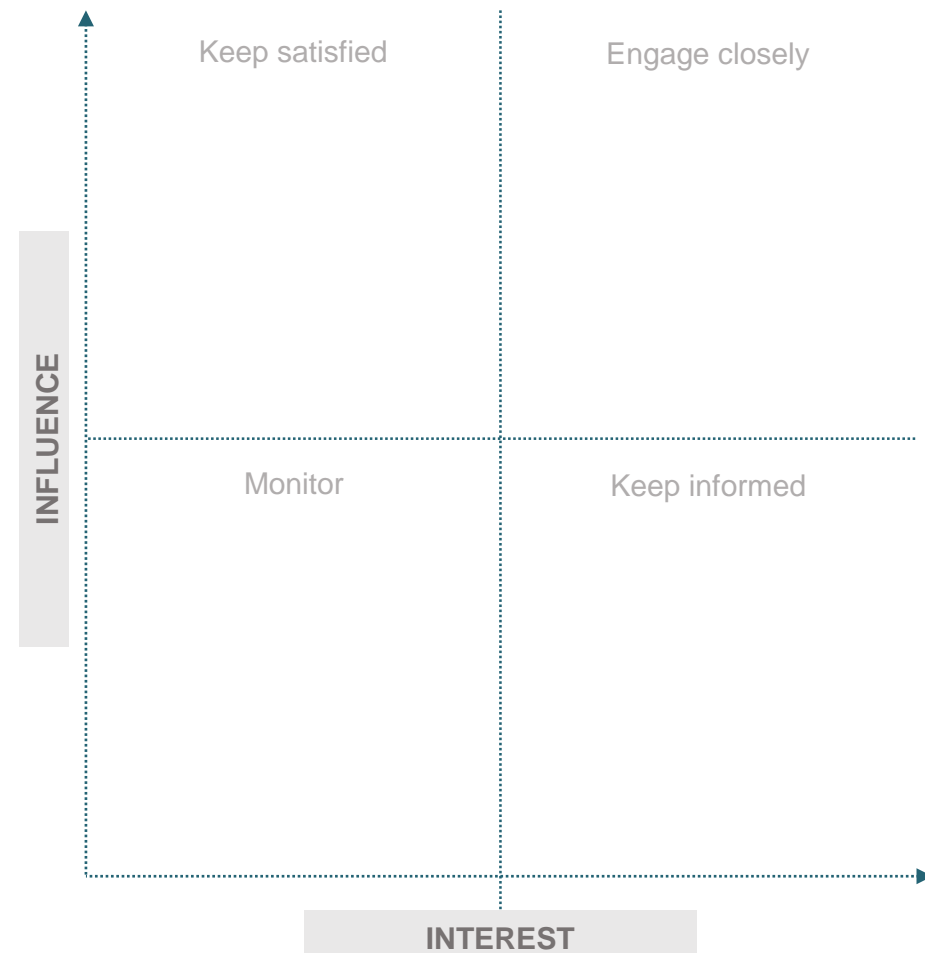 Keep satisfied
Engage closely
INFLUENCE
Monitor
Keep informed
INTEREST